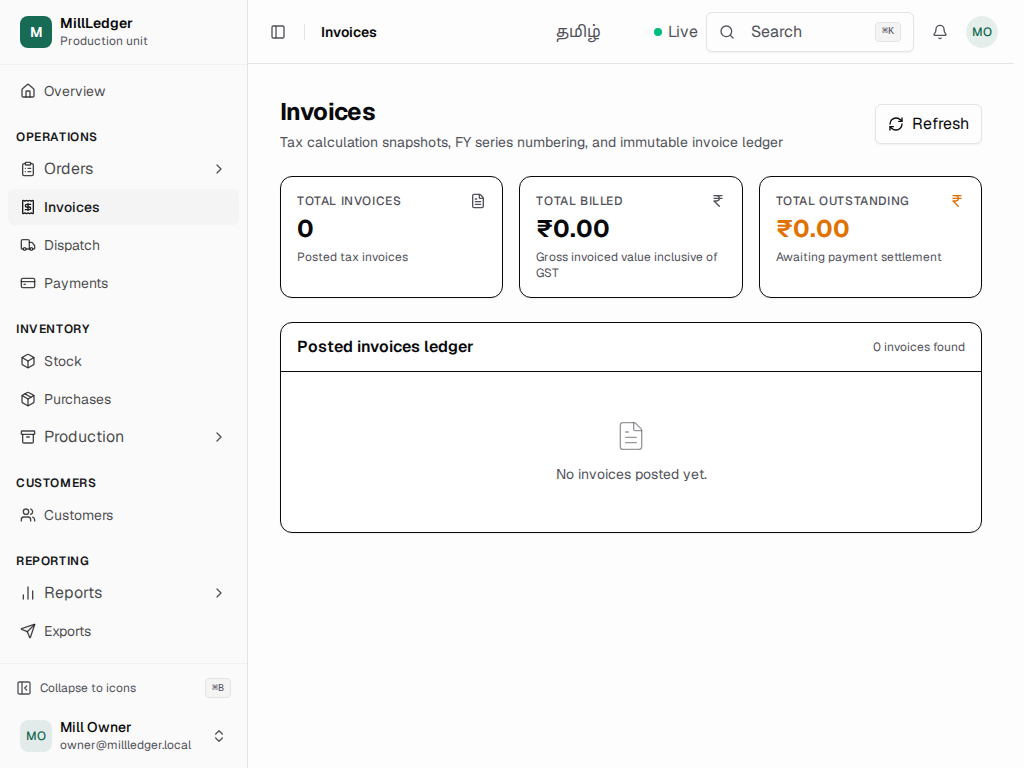 M
MillLedger
Production unit
Overview
OPERATIONS
Orders
Invoices
Dispatch
Payments
INVENTORY
Stock
Purchases
Production
CUSTOMERS
Customers
REPORTING
Reports
Exports
Collapse to icons ⌘B
MO
Mill Owner
owner@millledger.local
Invoices
தமிழ்
Live
Search ⌘K
MO
Invoices
Tax calculation snapshots, FY series numbering, and immutable invoice ledger
Refresh
TOTAL INVOICES
0
Posted tax invoices
TOTAL BILLED ₹
₹0.00
Gross invoiced value inclusive of
GST
TOTAL OUTSTANDING ₹
₹0.00
Awaiting payment settlement
Posted invoices ledger
0 invoices found
No invoices posted yet.